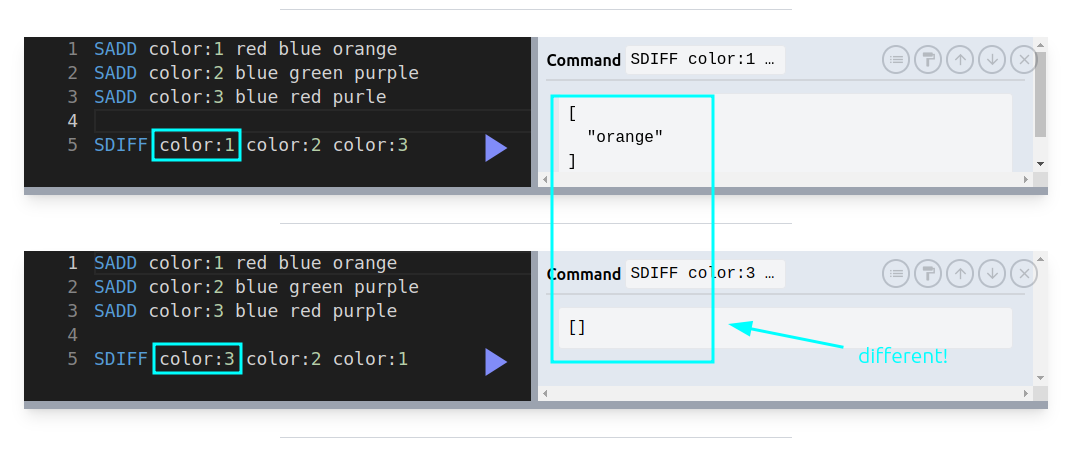 1 SADD color:1 red blue orange
2 SADD color:2 blue green purple
3 SADD color:3 blue red purle
4
5 SDIFF color:1 color:2 color:3
Command SDIFF color:1 …
[
"orange"
]
1 SADD color:1 red blue orange
2 SADD color:2 blue green purple
3 SADD color:3 blue red purple
4
5 SDIFF color:3 color:2 color:1
Command SDIFF color:3 …
[]
different!